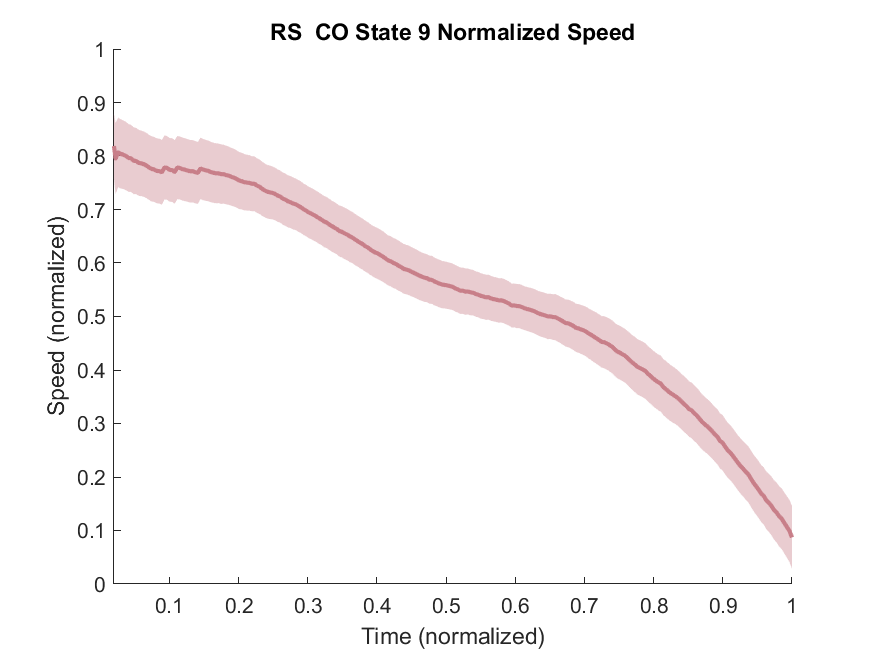 RS  CO State 9 Normalized Speed
1
0.9
0.8
0.7
0.6
0.5
0.4
0.3
0.2
0.1
0
Speed (normalized)
0.1 0.2 0.3 0.4 0.5 0.6 0.7 0.8 0.9 1
Time (normalized)